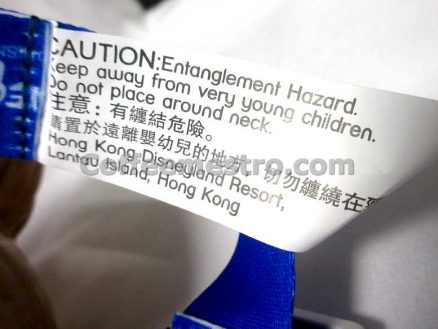 CAUTION:Entanglement Hazard.
Keep away from very young children.
Do not place around neck.
注意：有纏結危險。
請置於遠離嬰幼兒的地方，切勿纏繞在
Hong Kong Disneyland Resort,
Lantau Island, Hong Kong